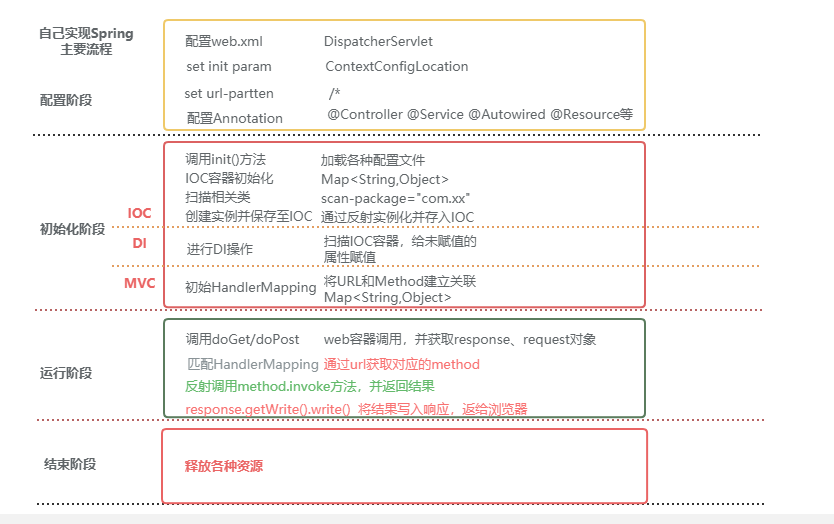 自己实现Spring
主要流程
配置web.xml DispatcherServlet
set init param ContextConfigLocation
配置阶段
set url-partten /*
配置Annotation @Controller @Service @Autowired @Resource等
调用init()方法 加载各种配置文件
IOC容器初始化 Map<String,Object>
扫描相关类 scan-package="com.xx"
IOC 创建实例并保存至IOC 通过反射实例化并存入IOC
初始化阶段
DI 进行DI操作 扫描IOC容器，给未赋值的
属性赋值
MVC 初始HandlerMapping 将URL和Method建立关联
Map<String,Object>
调用doGet/doPost web容器调用，并获取response、request对象
匹配HandlerMapping 通过url获取对应的method
运行阶段
反射调用method.invoke方法，并返回结果
response.getWrite().write() 将结果写入响应，返给浏览器
结束阶段 释放各种资源